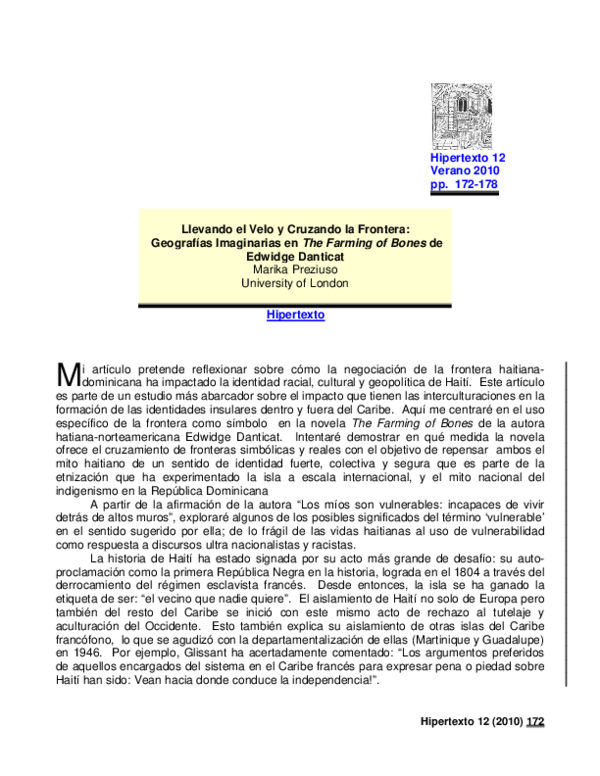 Hipertexto 12
Verano 2010
pp. 172-178
Llevando el Velo y Cruzando la Frontera:
Geografías Imaginarias en The Farming of Bones de
Edwidge Danticat
Marika Preziuso
University of London
Hipertexto
Mi artículo pretende reflexionar sobre cómo la negociación de la frontera haitiana-
dominicana ha impactado la identidad racial, cultural y geopolítica de Haití. Este artículo
es parte de un estudio más abarcador sobre el impacto que tienen las interculturaciones en la
formación de las identidades insulares dentro y fuera del Caribe. Aquí me centraré en el uso
específico de la frontera como símbolo en la novela The Farming of Bones de la autora
hatiana-norteamericana Edwidge Danticat. Intentaré demostrar en qué medida la novela
ofrece el cruzamiento de fronteras simbólicas y reales con el objetivo de repensar ambos el
mito haitiano de un sentido de identidad fuerte, colectiva y segura que es parte de la
etnización que ha experimentado la isla a escala internacional, y el mito nacional del
indigenismo en la República Dominicana
A partir de la afirmación de la autora “Los míos son vulnerables: incapaces de vivir
detrás de altos muros”, exploraré algunos de los posibles significados del término ‘vulnerable’
en el sentido sugerido por ella; de lo frágil de las vidas haitianas al uso de vulnerabilidad
como respuesta a discursos ultra nacionalistas y racistas.
La historia de Haití ha estado signada por su acto más grande de desafío: su auto-
proclamación como la primera República Negra en la historia, lograda en el 1804 a través del
derrocamiento del régimen esclavista francés. Desde entonces, la isla se ha ganado la
etiqueta de ser: “el vecino que nadie quiere”. El aislamiento de Haití no solo de Europa pero
también del resto del Caribe se inició con este mismo acto de rechazo al tutelaje y
aculturación del Occidente. Esto también explica su aislamiento de otras islas del Caribe
francófono, lo que se agudizó con la departamentalización de ellas (Martinique y Guadalupe)
en 1946. Por ejemplo, Glissant ha acertadamente comentado: “Los argumentos preferidos
de aquellos encargados del sistema en el Caribe francés para expresar pena o piedad sobre
Haití han sido: Vean hacia donde conduce la independencia!”.
Hipertexto 12 (2010) 172